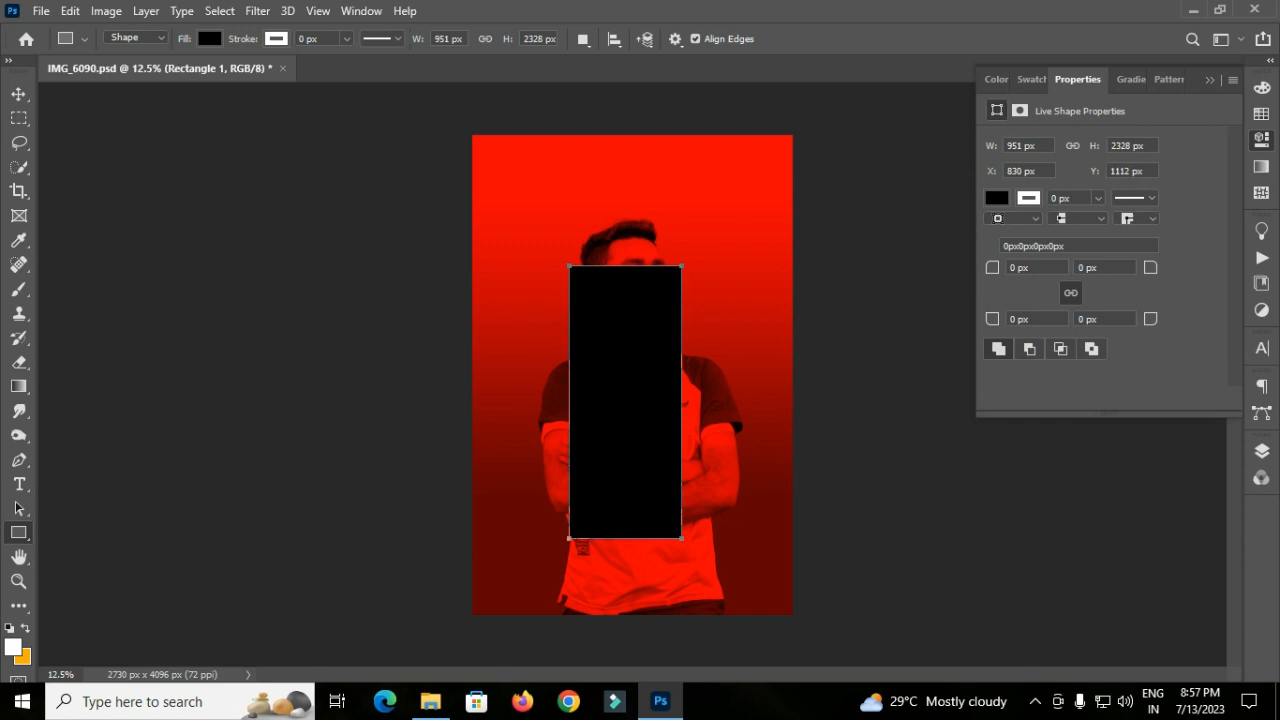 File Edit Image Layer Type Select Filter 3D View Window Help
Shape Fill: Stroke: 0 px W: 951 px H: 2328 px Align Edges
IMG_6090.psd @ 12.5% (Rectangle 1, RGB/8) *
Color Swatch Properties Gradie Pattern
Live Shape Properties
W: 951 px H: 2328 px
X: 830 px Y: 1112 px
0 px
0px0px0px0px
0 px 0 px
0 px 0 px
12.5% 2730 px x 4096 px (72 ppi)
Type here to search
29°C Mostly cloudy
ENG 8:57 PM
IN 7/13/2023